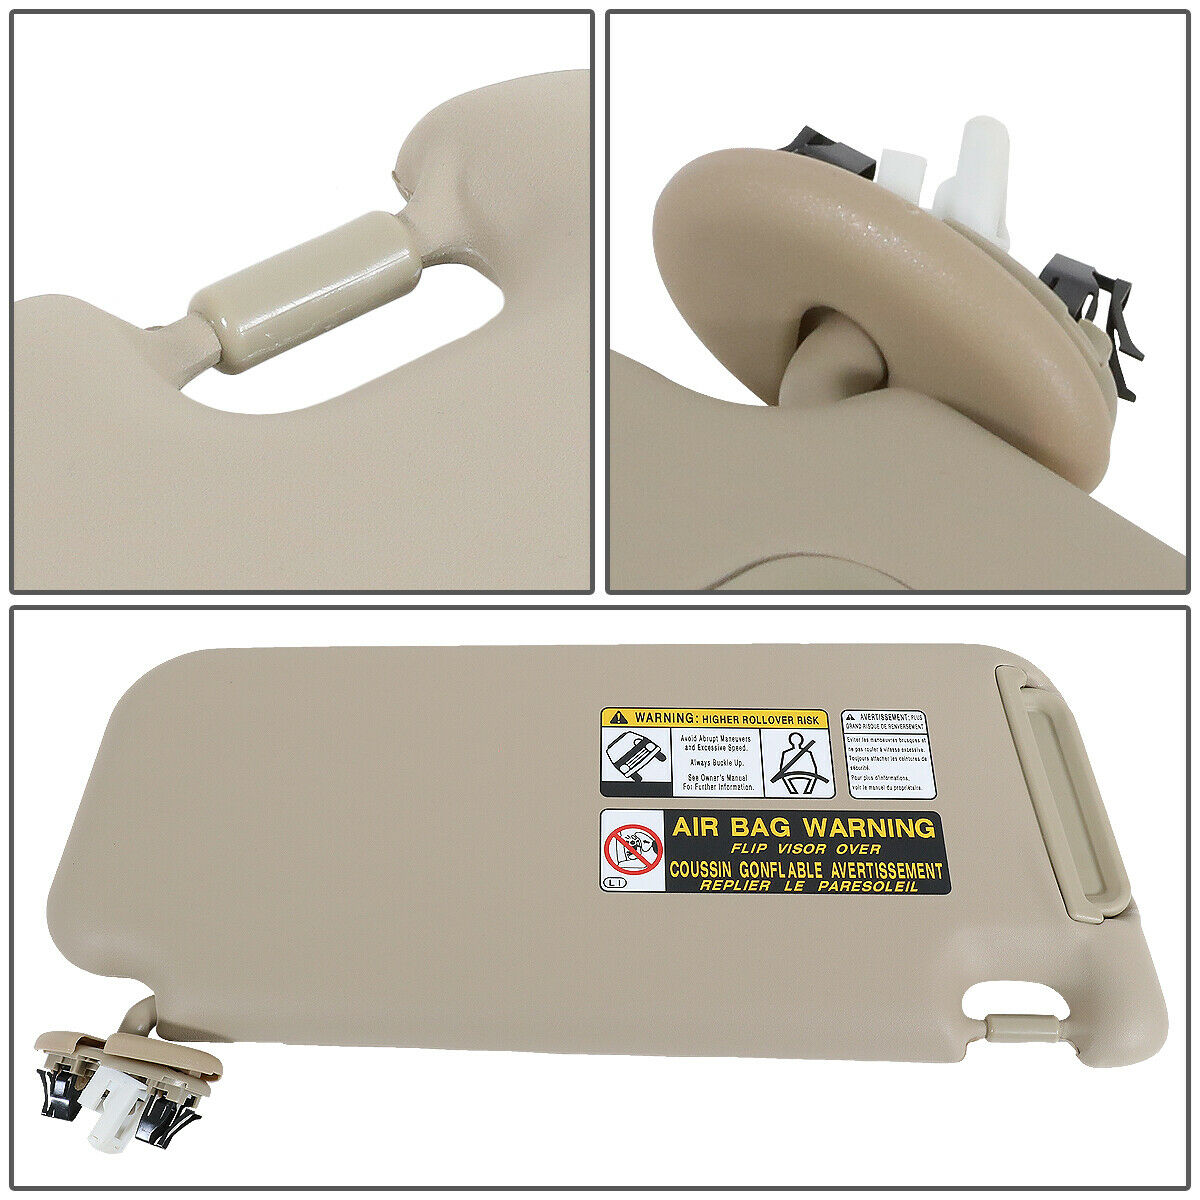 WARNING: HIGHER ROLLOVER RISK
Avoid Abrupt Maneuvers
and Excessive Speed.
Always Buckle Up.
See Owner's Manual
For Further Information.
AVERTISSEMENT: PLUS
GRAND RISQUE DE RENVERSEMENT
Eviter les manoeuvres brusques et
ne pas rouler à vitesse excessive.
Toujours attacher les ceintures de
sécurité.
Pour plus d'informations,
voir le manuel du propriétaire.
AIR BAG WARNING
FLIP VISOR OVER
COUSSIN GONFLABLE AVERTISSEMENT
REPLIER LE PARESOLEIL
L I